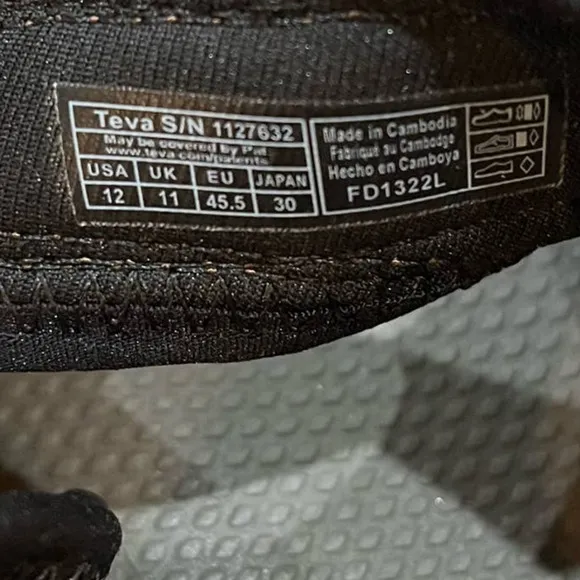 Teva S/N 1127632
May be covered by Pat
www.teva.com/patents
USA UK EU JAPAN
12 11 45.5 30
Made in Cambodia
Fabriqué au Cambodge
Hecho en Camboya
FD1322L